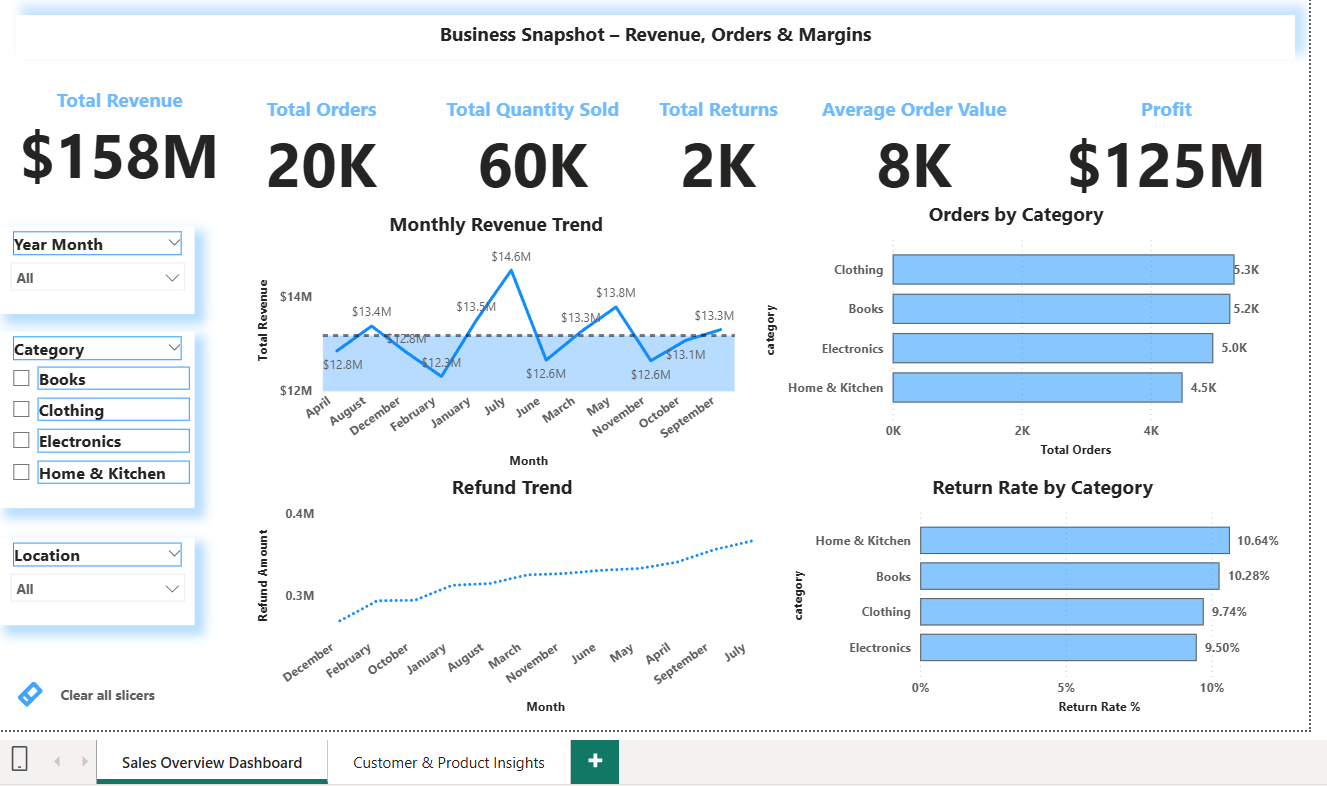 Business Snapshot – Revenue, Orders & Margins
Total Revenue
$158M
Total Orders
20K
Total Quantity Sold
60K
Total Returns
2K
Average Order Value
8K
Profit
$125M
Year Month
All
Category
Books
Clothing
Electronics
Home & Kitchen
Location
All
Clear all slicers
Monthly Revenue Trend
Total Revenue
$14M
$12M
$12.8M
$13.4M
$12.8M
$12.3M
$13.5M
$14.6M
$12.6M
$13.3M
$13.8M
$12.6M
$13.1M
$13.3M
April
August
December
February
January
July
June
March
May
November
October
September
Month
Orders by Category
category
Clothing
5.3K
Books
5.2K
Electronics
5.0K
Home & Kitchen
4.5K
0K
2K
4K
Total Orders
Refund Trend
Refund Amount
0.4M
0.3M
December
February
October
January
August
March
November
June
May
April
September
July
Month
Return Rate by Category
category
Home & Kitchen
10.64%
Books
10.28%
Clothing
9.74%
Electronics
9.50%
0%
5%
10%
Return Rate %
Sales Overview Dashboard
Customer & Product Insights
+